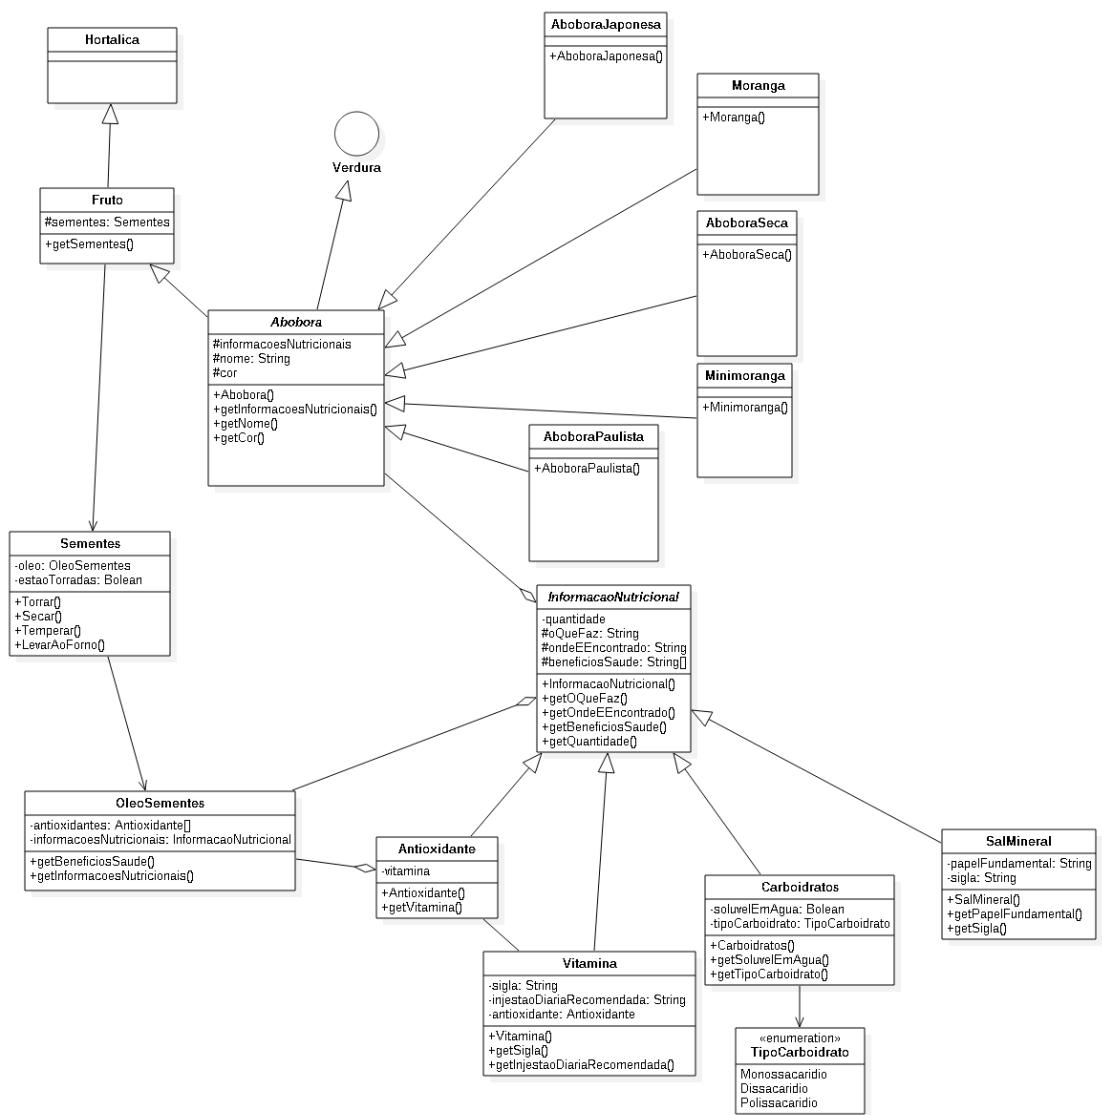 Hortalica
Fruto
#sementes: Sementes
+getSementes()
Verdura
AboboraJaponesa
+AboboraJaponesa()
Moranga
+Moranga()
AboboraSeca
+AboboraSeca()
Minimoranga
+Minimoranga()
AboboraPaulista
+AboboraPaulista()
Abobora
#informacoesNutricionais
#nome: String
#cor
+Abobora()
+getInformacoesNutricionais()
+getNome()
+getCor()
Sementes
-oleo: OleoSementes
-estaoTorradas: Bolean
+Torrar()
+Secar()
+Temperar()
+LevarAoForno()
InformacaoNutricional
-quantidade
#oQueFaz: String
#ondeEEncontrado: String
#beneficiosSaude: String[]
+InformacaoNutricional()
+getOQueFaz()
+getOndeEEncontrado()
+getBeneficiosSaude()
+getQuantidade()
OleoSementes
-antioxidantes: Antioxidante[]
-informacoesNutricionais: InformacaoNutricional
+getBeneficiosSaude()
+getInformacoesNutricionais()
Antioxidante
-vitamina
+Antioxidante()
+getVitamina()
Vitamina
-sigla: String
-injestaoDiariaRecomendada: String
-antioxidante: Antioxidante
+Vitamina()
+getSigla()
+getInjestaoDiariaRecomendada()
Carboidratos
-soluvelEmAgua: Bolean
-tipoCarboidrato: TipoCarboidrato
+Carboidratos()
+getSoluvelEmAgua()
+getTipoCarboidrato()
SalMineral
-papelFundamental: String
-sigla: String
+SalMineral()
+getPapelFundamental()
+getSigla()
«enumeration»
TipoCarboidrato
Monossacaridio
Dissacaridio
Polissacaridio